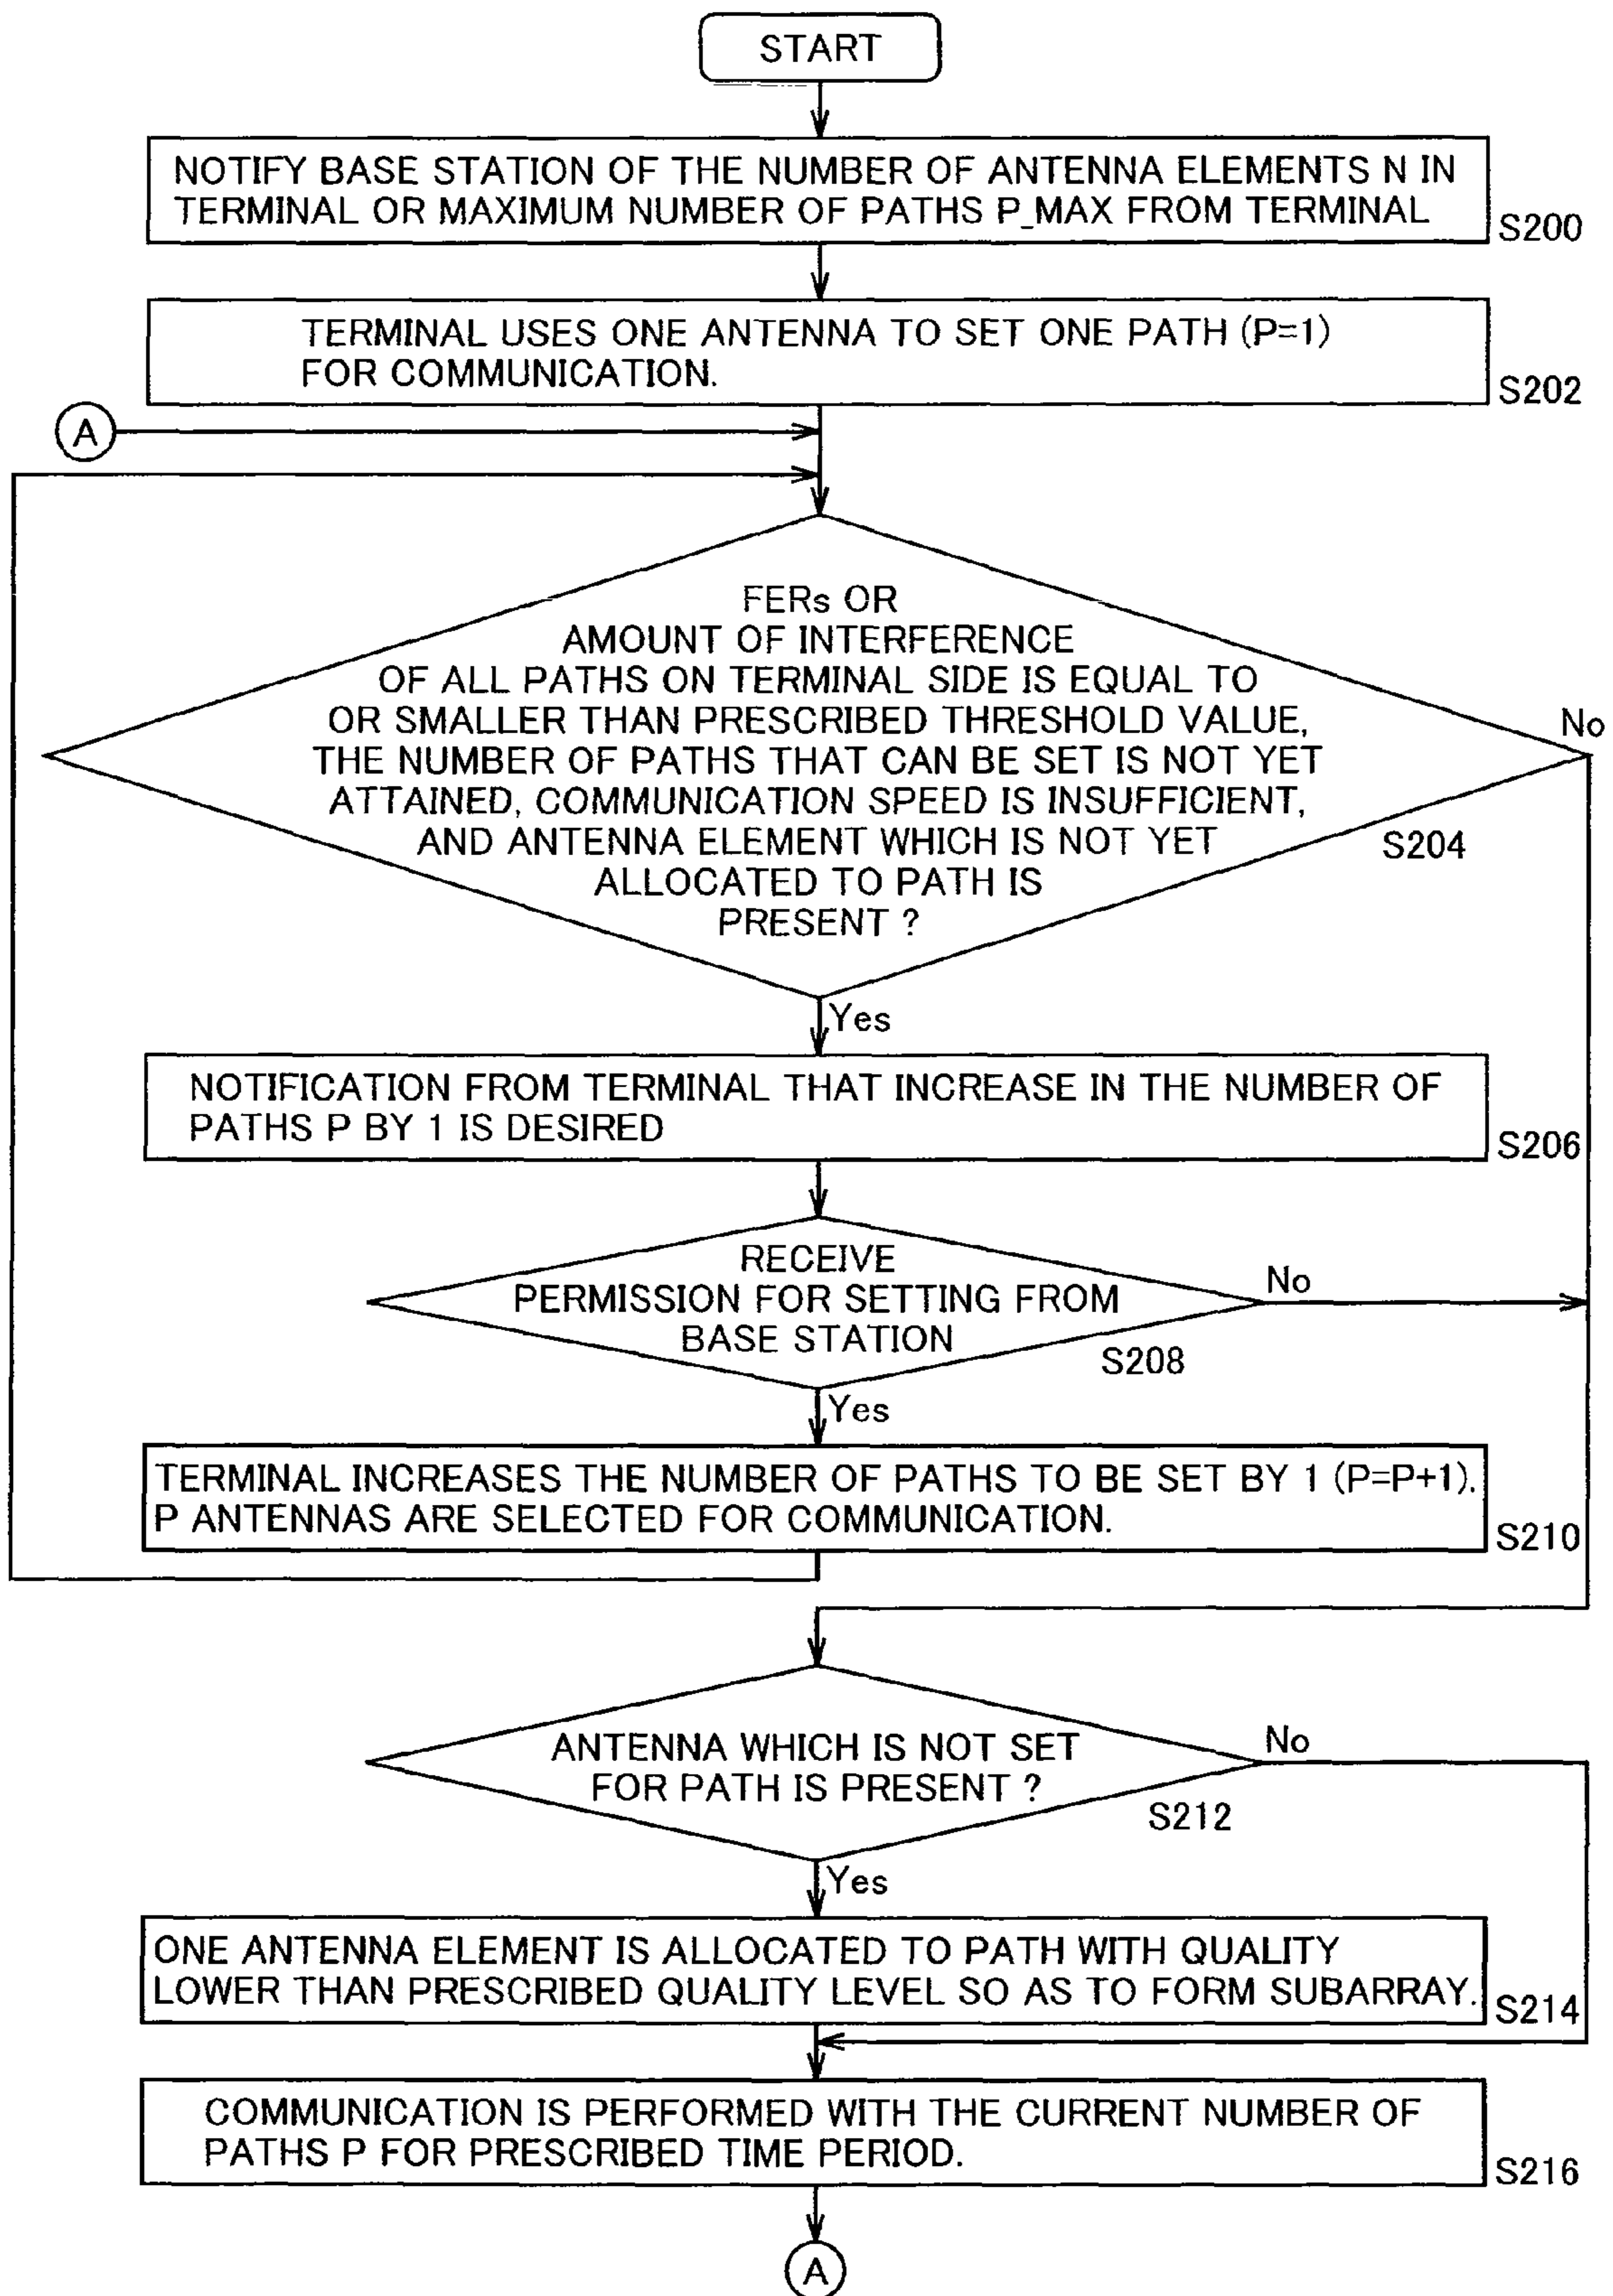 START
NOTIFY BASE STATION OF THE NUMBER OF ANTENNA ELEMENTS N IN
TERMINAL OR MAXIMUM NUMBER OF PATHS P_MAX FROM TERMINAL
S200
TERMINAL USES ONE ANTENNA TO SET ONE PATH (P=1)
FOR COMMUNICATION.
S202
A
FERs OR
AMOUNT OF INTERFERENCE
OF ALL PATHS ON TERMINAL SIDE IS EQUAL TO
OR SMALLER THAN PRESCRIBED THRESHOLD VALUE,
THE NUMBER OF PATHS THAT CAN BE SET IS NOT YET
ATTAINED, COMMUNICATION SPEED IS INSUFFICIENT,
AND ANTENNA ELEMENT WHICH IS NOT YET
ALLOCATED TO PATH IS
PRESENT ?
No
S204
Yes
NOTIFICATION FROM TERMINAL THAT INCREASE IN THE NUMBER OF
PATHS P BY 1 IS DESIRED
S206
RECEIVE
PERMISSION FOR SETTING FROM
BASE STATION
No
S208
Yes
TERMINAL INCREASES THE NUMBER OF PATHS TO BE SET BY 1 (P=P+1).
P ANTENNAS ARE SELECTED FOR COMMUNICATION.
S210
ANTENNA WHICH IS NOT SET
FOR PATH IS PRESENT ?
No
S212
Yes
ONE ANTENNA ELEMENT IS ALLOCATED TO PATH WITH QUALITY
LOWER THAN PRESCRIBED QUALITY LEVEL SO AS TO FORM SUBARRAY.
S214
COMMUNICATION IS PERFORMED WITH THE CURRENT NUMBER OF
PATHS P FOR PRESCRIBED TIME PERIOD.
S216
A